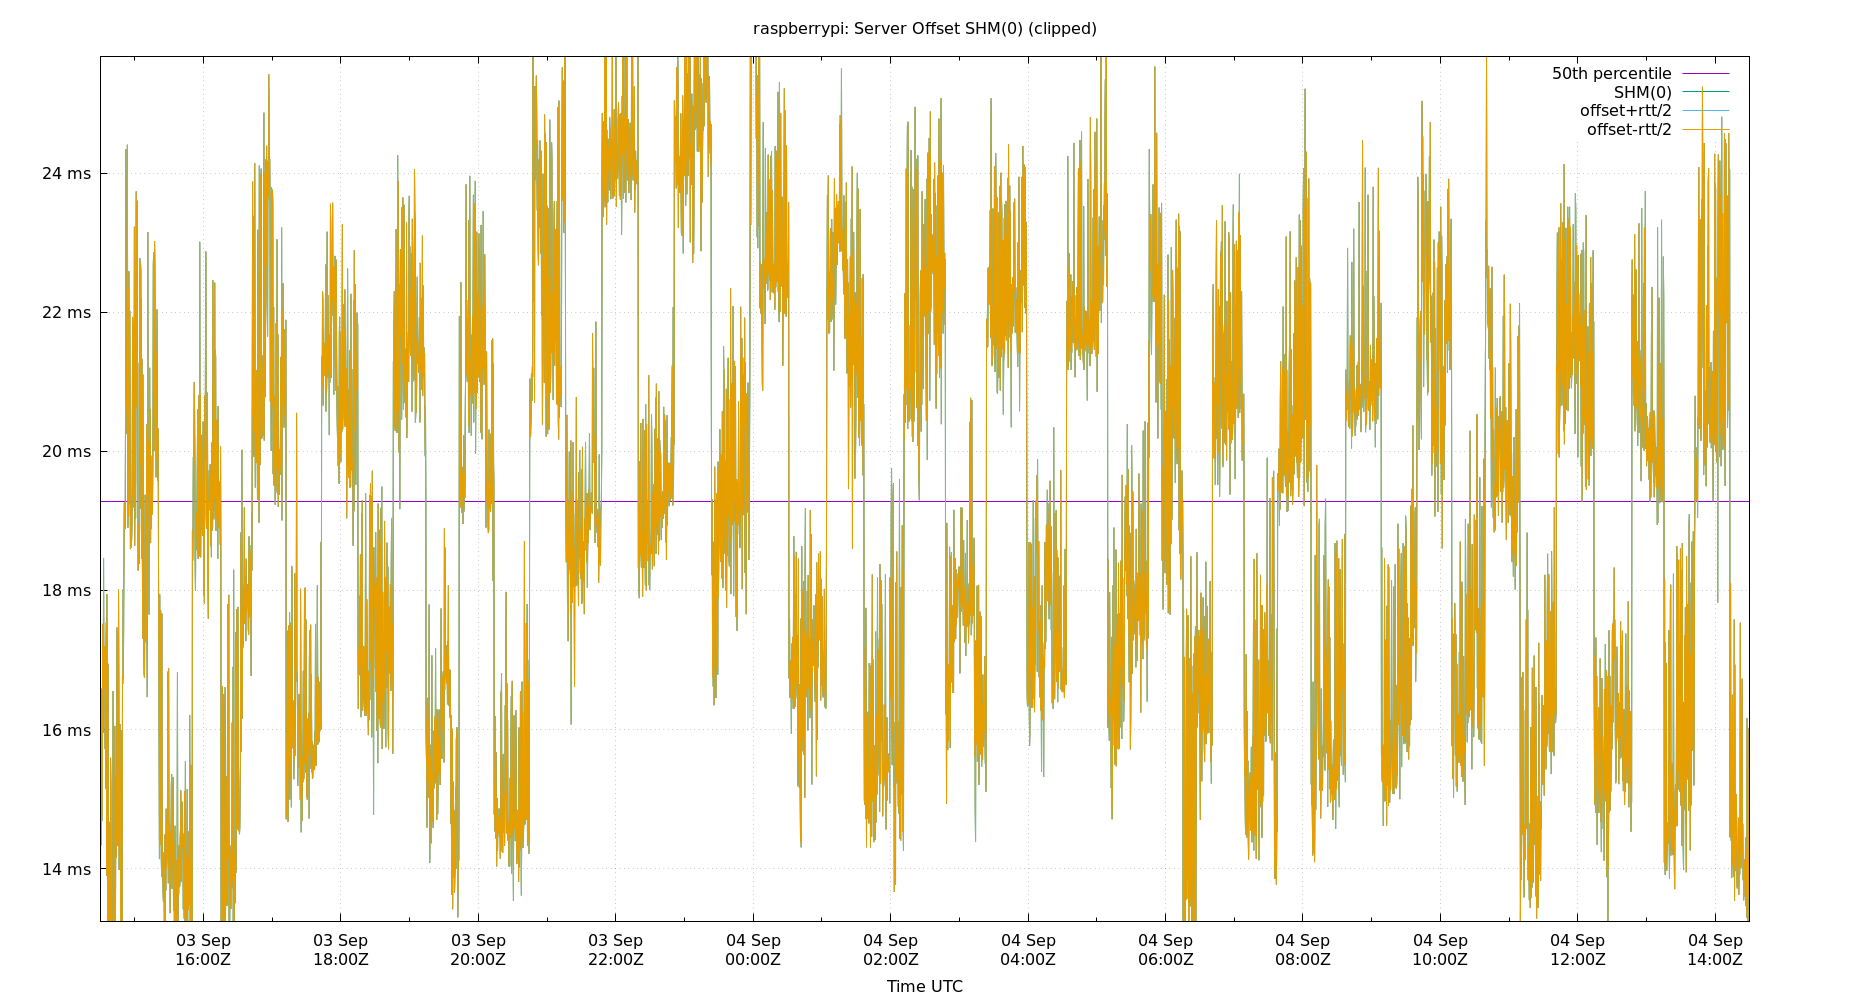 raspberrypi: Server Offset SHM(0) (clipped)
50th percentile
SHM(0)
offset+rtt/2
offset-rtt/2
24 ms
22 ms
20 ms
18 ms
16 ms
14 ms
03 Sep 03 Sep 03 Sep 03 Sep 04 Sep 04 Sep 04 Sep 04 Sep 04 Sep 04 Sep 04 Sep 04 Sep
16:00Z 18:00Z 20:00Z 22:00Z 00:00Z 02:00Z 04:00Z 06:00Z 08:00Z 10:00Z 12:00Z 14:00Z
Time UTC